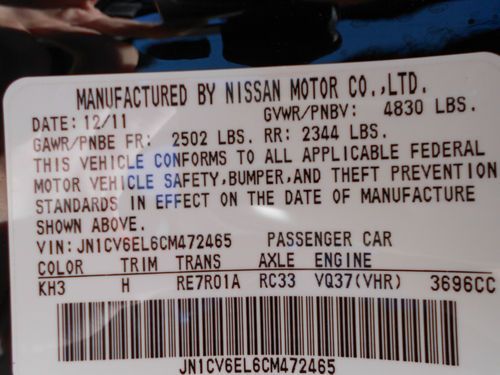 MANUFACTURED BY NISSAN MOTOR CO.,LTD.
DATE: 12/11 GVWR/PNBV: 4830 LBS.
GAWR/PNBE FR: 2502 LBS. RR: 2344 LBS.
THIS VEHICLE CONFORMS TO ALL APPLICABLE FEDERAL
MOTOR VEHICLE SAFETY,BUMPER,AND THEFT PREVENTION
STANDARDS IN EFFECT ON THE DATE OF MANUFACTURE
SHOWN ABOVE.
VIN: JN1CV6EL6CM472465 PASSENGER CAR
COLOR TRIM TRANS AXLE ENGINE
KH3 H RE7R01A RC33 VQ37(VHR) 3696CC
JN1CV6EL6CM472465